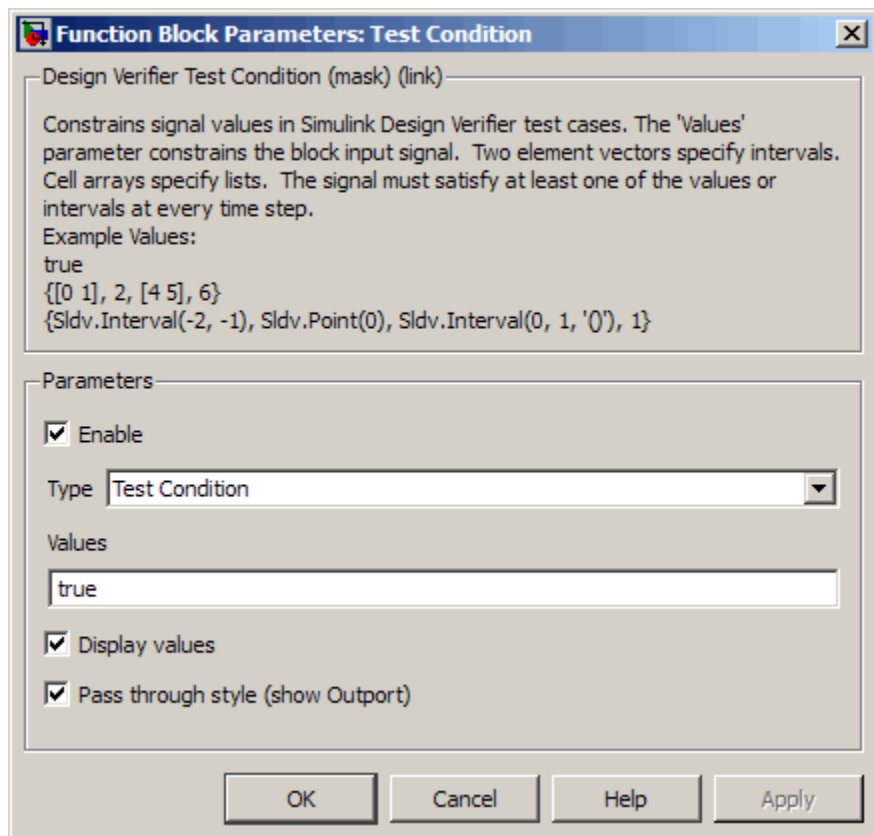 Function Block Parameters: Test Condition
Design Verifier Test Condition (mask) (link)
Constrains signal values in Simulink Design Verifier test cases. The 'Values'
parameter constrains the block input signal.  Two element vectors specify intervals.
Cell arrays specify lists.  The signal must satisfy at least one of the values or
intervals at every time step.
Example Values:
true
{[0 1], 2, [4 5], 6}
{Sldv.Interval(-2, -1), Sldv.Point(0), Sldv.Interval(0, 1, '()'), 1}
Parameters
Enable
Type Test Condition
Values
true
Display values
Pass through style (show Outport)
OK Cancel Help Apply